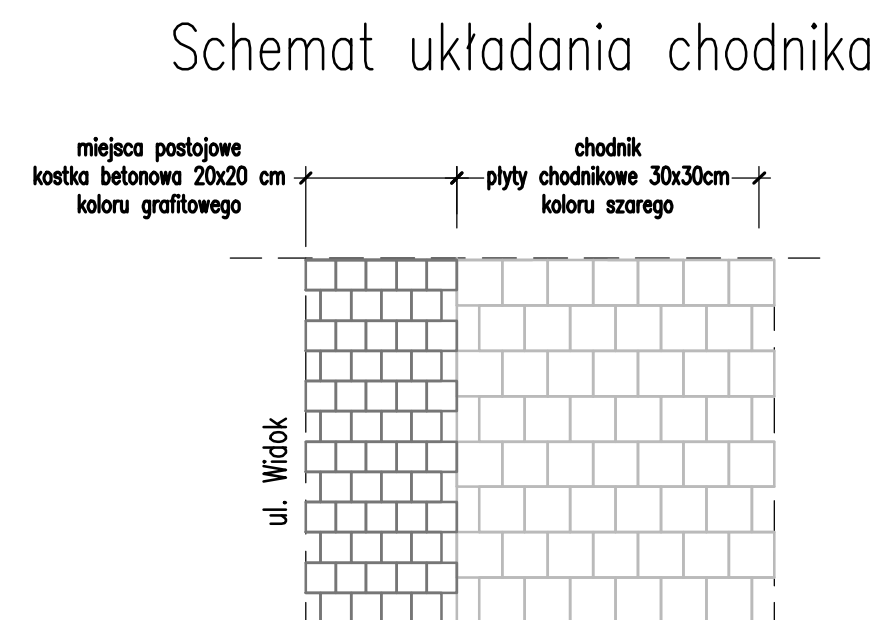 Schemat układania chodnika
miejsca postojowe
kostka betonowa 20x20 cm
koloru grafitowego
chodnik
płyty chodnikowe 30x30cm
koloru szarego
ul. Widok